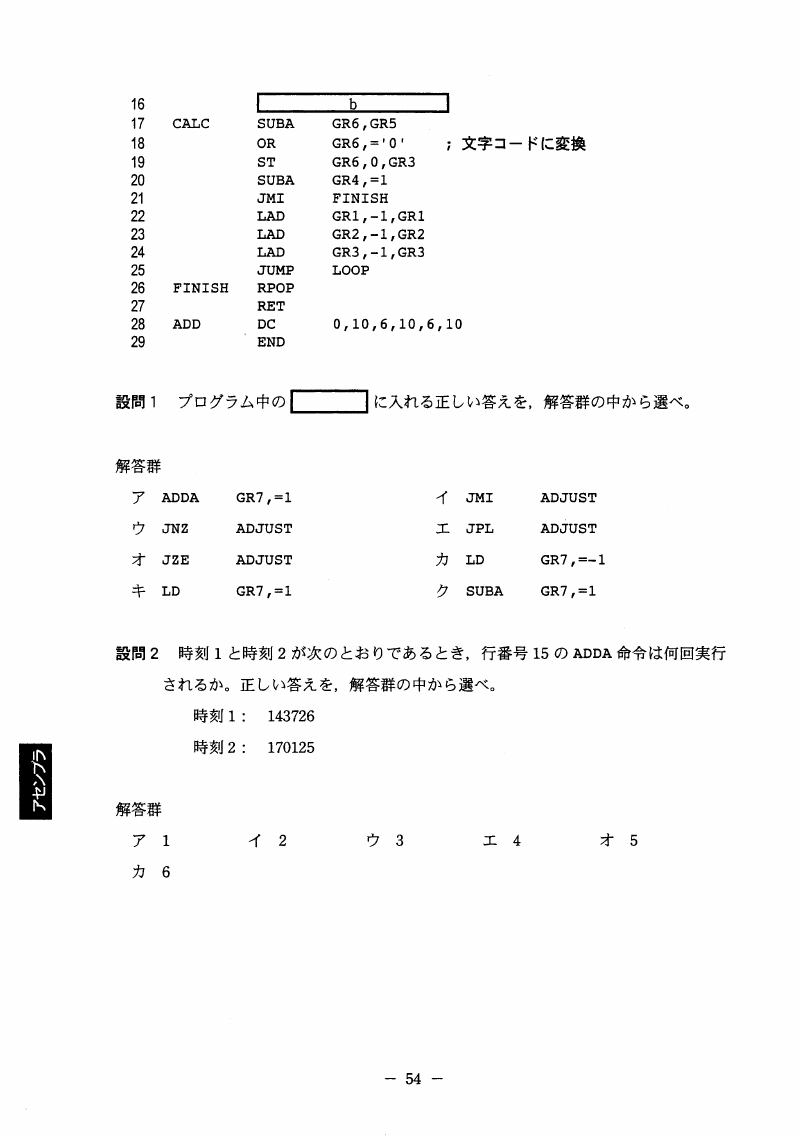 16 b
17 CALC SUBA GR6,GR5
18 OR GR6,='0' ; 文字コードに変換
19 ST GR6,0,GR3
20 SUBA GR4,=1
21 JMI FINISH
22 LAD GR1,-1,GR1
23 LAD GR2,-1,GR2
24 LAD GR3,-1,GR3
25 JUMP LOOP
26 FINISH RPOP
27 RET
28 ADD DC 0,10,6,10,6,10
29 END
設問1 プログラム中の に入れる正しい答えを，解答群の中から選べ。
解答群
ア ADDA GR7,=1 イ JMI ADJUST
ウ JNZ ADJUST エ JPL ADJUST
オ JZE ADJUST カ LD GR7,=-1
キ LD GR7,=1 ク SUBA GR7,=1
設問2 時刻1と時刻2が次のとおりであるとき，行番号15のADDA命令は何回実行
されるか。正しい答えを，解答群の中から選べ。
時刻1： 143726
時刻2： 170125
アセンブラ
解答群
ア 1 イ 2 ウ 3 エ 4 オ 5
カ 6
－ 54 －